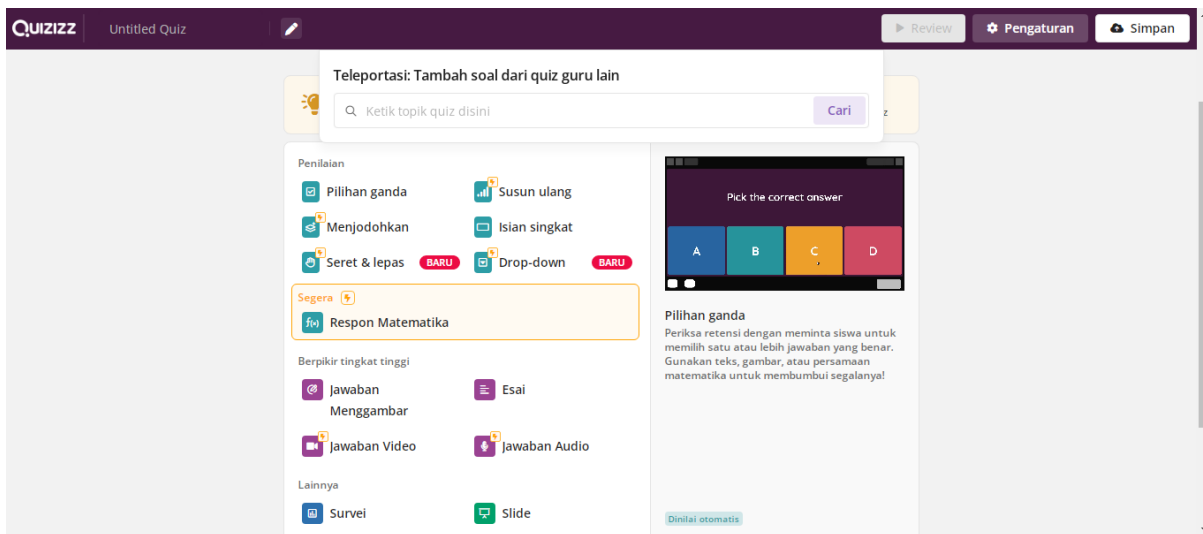 QUIZIZZ
Untitled Quiz
Review
Pengaturan
Simpan
Teleportasi: Tambah soal dari quiz guru lain
Ketik topik quiz disini
Cari
Penilaian
Pilihan ganda
Susun ulang
Menjodohkan
Isian singkat
Seret & lepas
BARU
Drop-down
BARU
Segera
f(x)
Respon Matematika
Berpikir tingkat tinggi
Jawaban
Menggambar
Esai
Jawaban Video
Jawaban Audio
Lainnya
Survei
Slide
Pick the correct answer
A
B
C
D
Pilihan ganda
Periksa retensi dengan meminta siswa untuk
memilih satu atau lebih jawaban yang benar.
Gunakan teks, gambar, atau persamaan
matematika untuk membumbui segalanya!
Dinilai otomatis